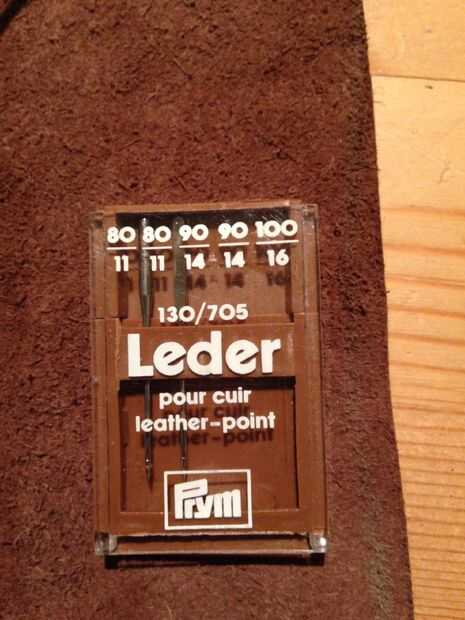 80 80 90 90 100
11 11 14 14 16
130/705
Leder
pour cuir
leather-point
Prym